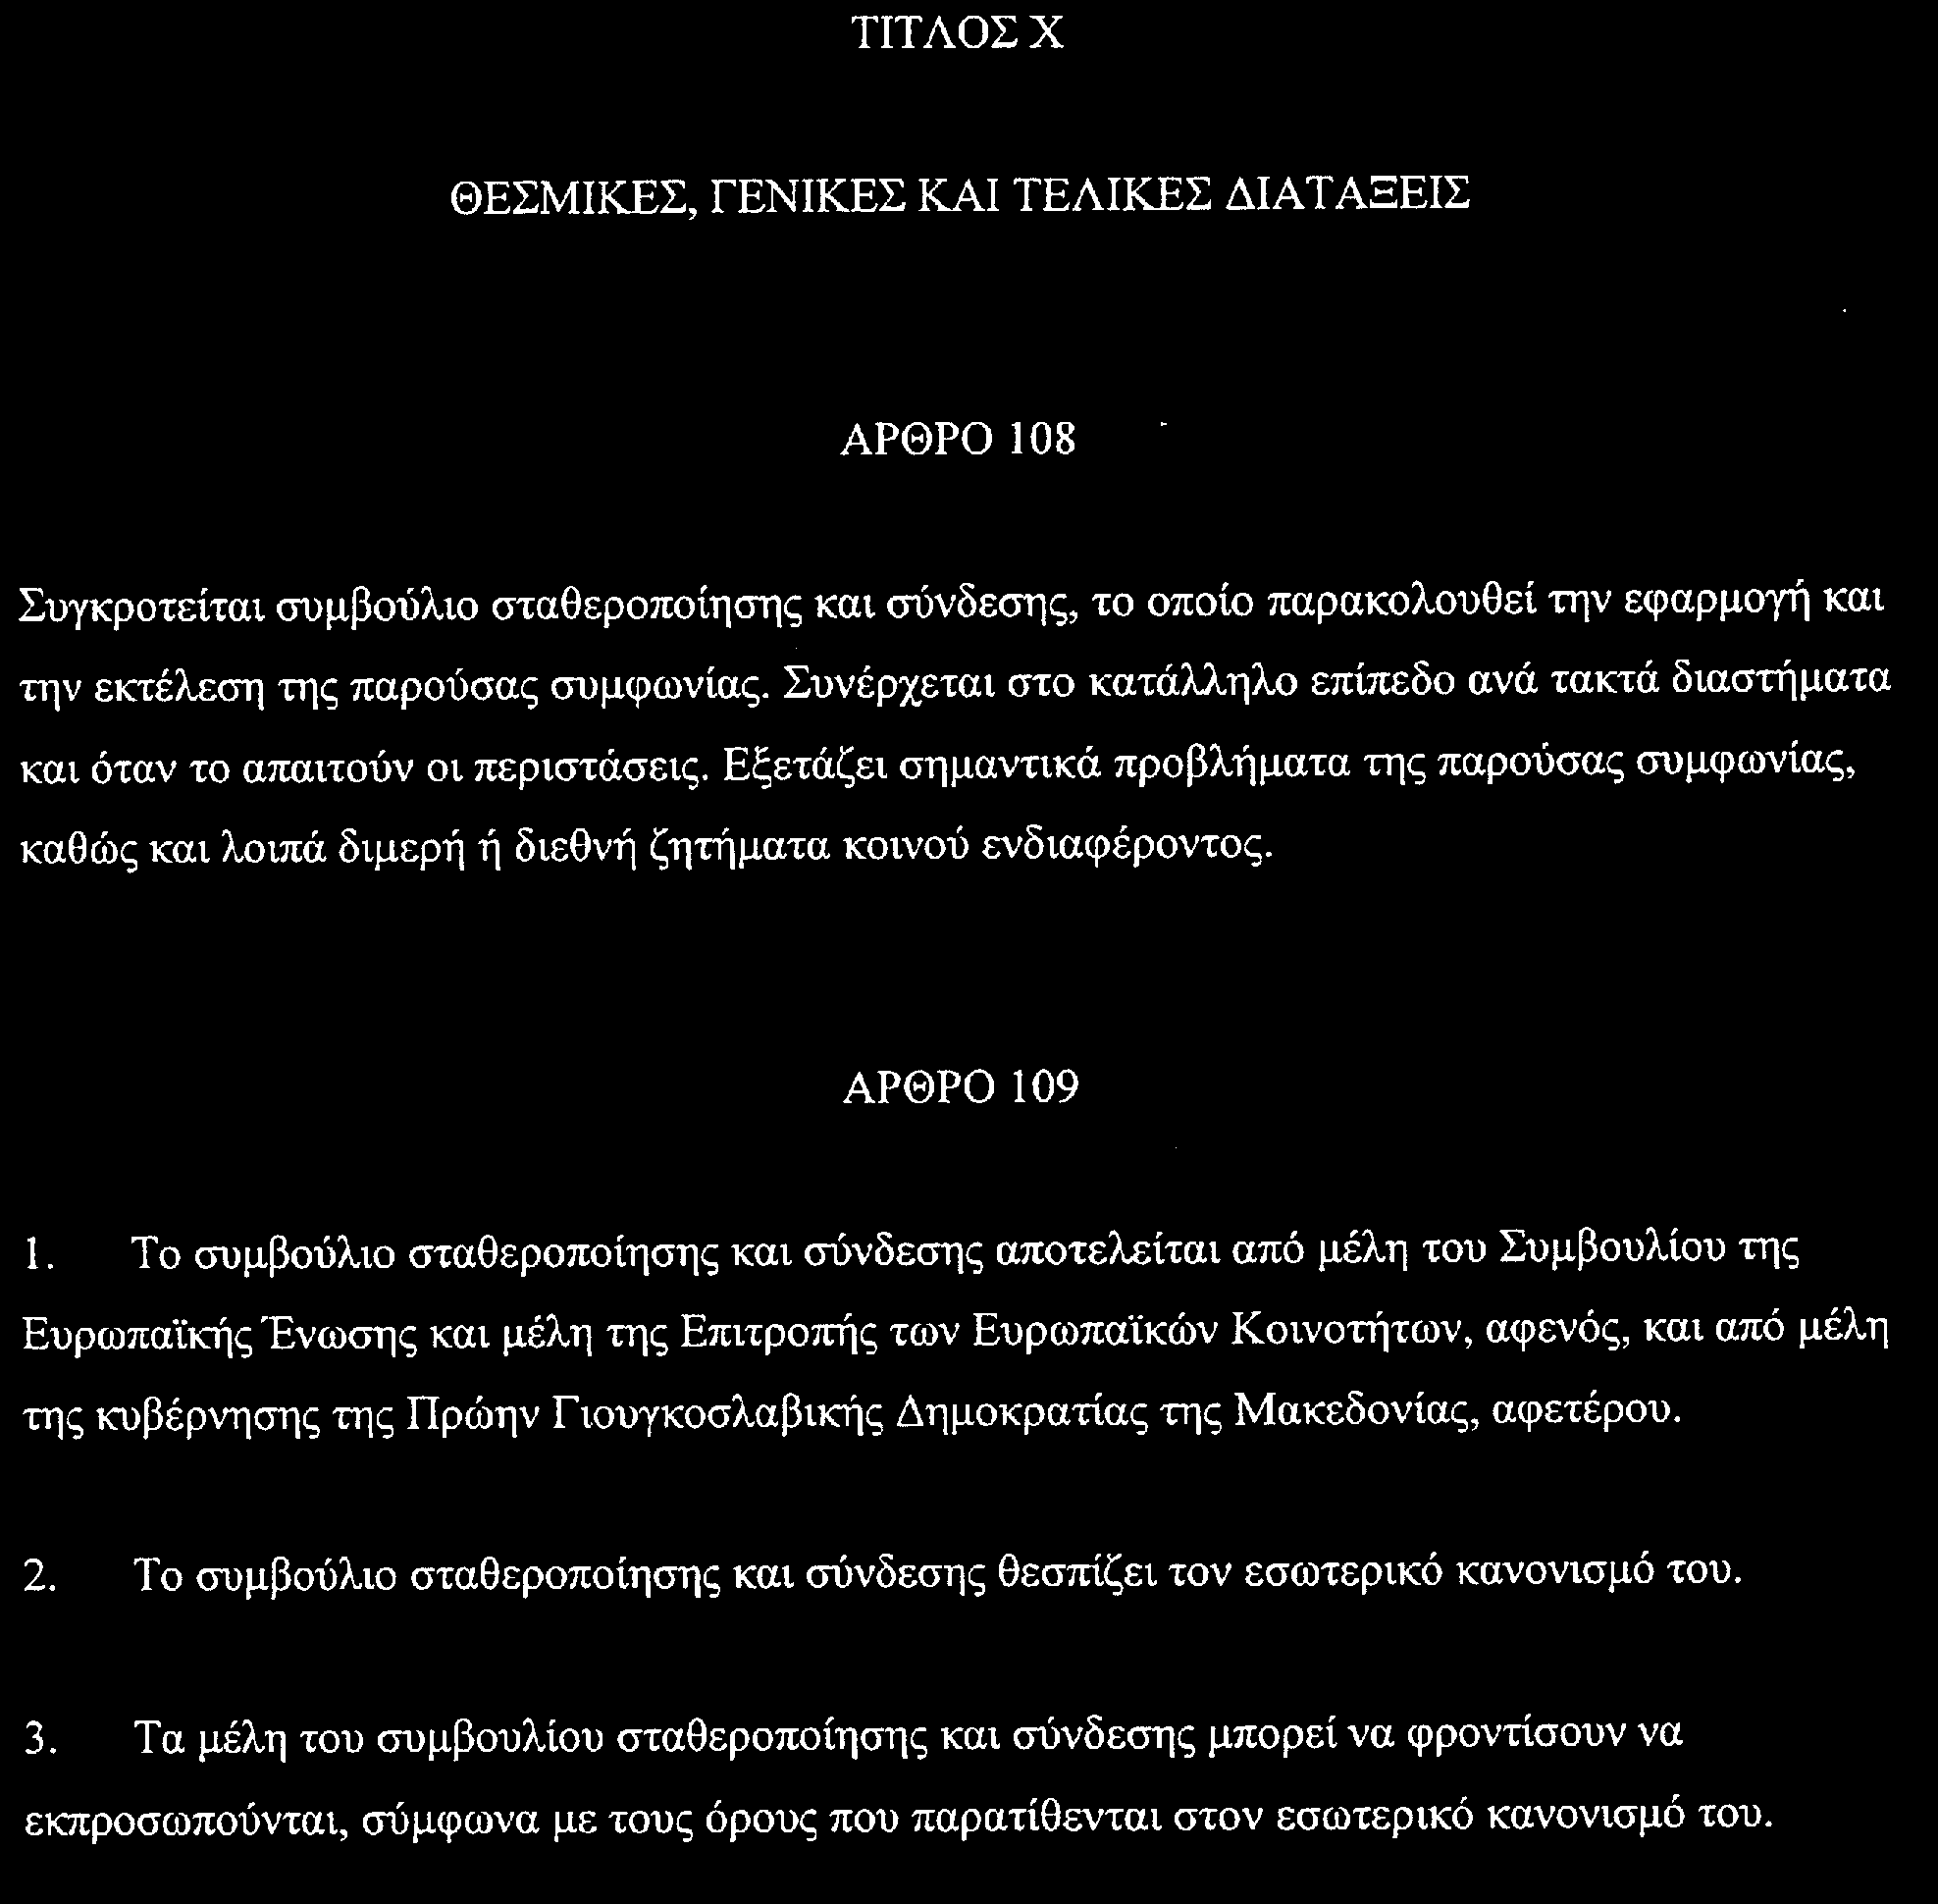 ΤΙΤΛΟΣ Χ
ΘΕΣΜΙΚΕΣ, ΓΕΝΙΚΕΣ ΚΑΙ ΤΕΛΙΚΕΣ ΔΙΑΤΑΞΕΙΣ
ΑΡΘΡΟ 108
Συγκροτείται συμβούλιο σταθεροποίησης και σύνδεσης, το οποίο παρακολουθεί την εφαρμογή και
την εκτέλεση της παρούσας συμφωνίας. Συνέρχεται στο κατάλληλο επίπεδο ανά τακτά διαστήματα
και όταν το απαιτούν οι περιστάσεις. Εξετάζει σημαντικά προβλήματα της παρούσας συμφωνίας,
καθώς και λοιπά διμερή ή διεθνή ζητήματα κοινού ενδιαφέροντος.
ΑΡΘΡΟ 109
1. Το συμβούλιο σταθεροποίησης και σύνδεσης αποτελείται από μέλη του Συμβουλίου της
Ευρωπαϊκής Ένωσης και μέλη της Επιτροπής των Ευρωπαϊκών Κοινοτήτων, αφενός, και από μέλη
της κυβέρνησης της Πρώην Γιουγκοσλαβικής Δημοκρατίας της Μακεδονίας, αφετέρου.
2. Το συμβούλιο σταθεροποίησης και σύνδεσης θεσπίζει τον εσωτερικό κανονισμό του.
3. Τα μέλη του συμβουλίου σταθεροποίησης και σύνδεσης μπορεί να φροντίσουν να
εκπροσωπούνται, σύμφωνα με τους όρους που παρατίθενται στον εσωτερικό κανονισμό του.